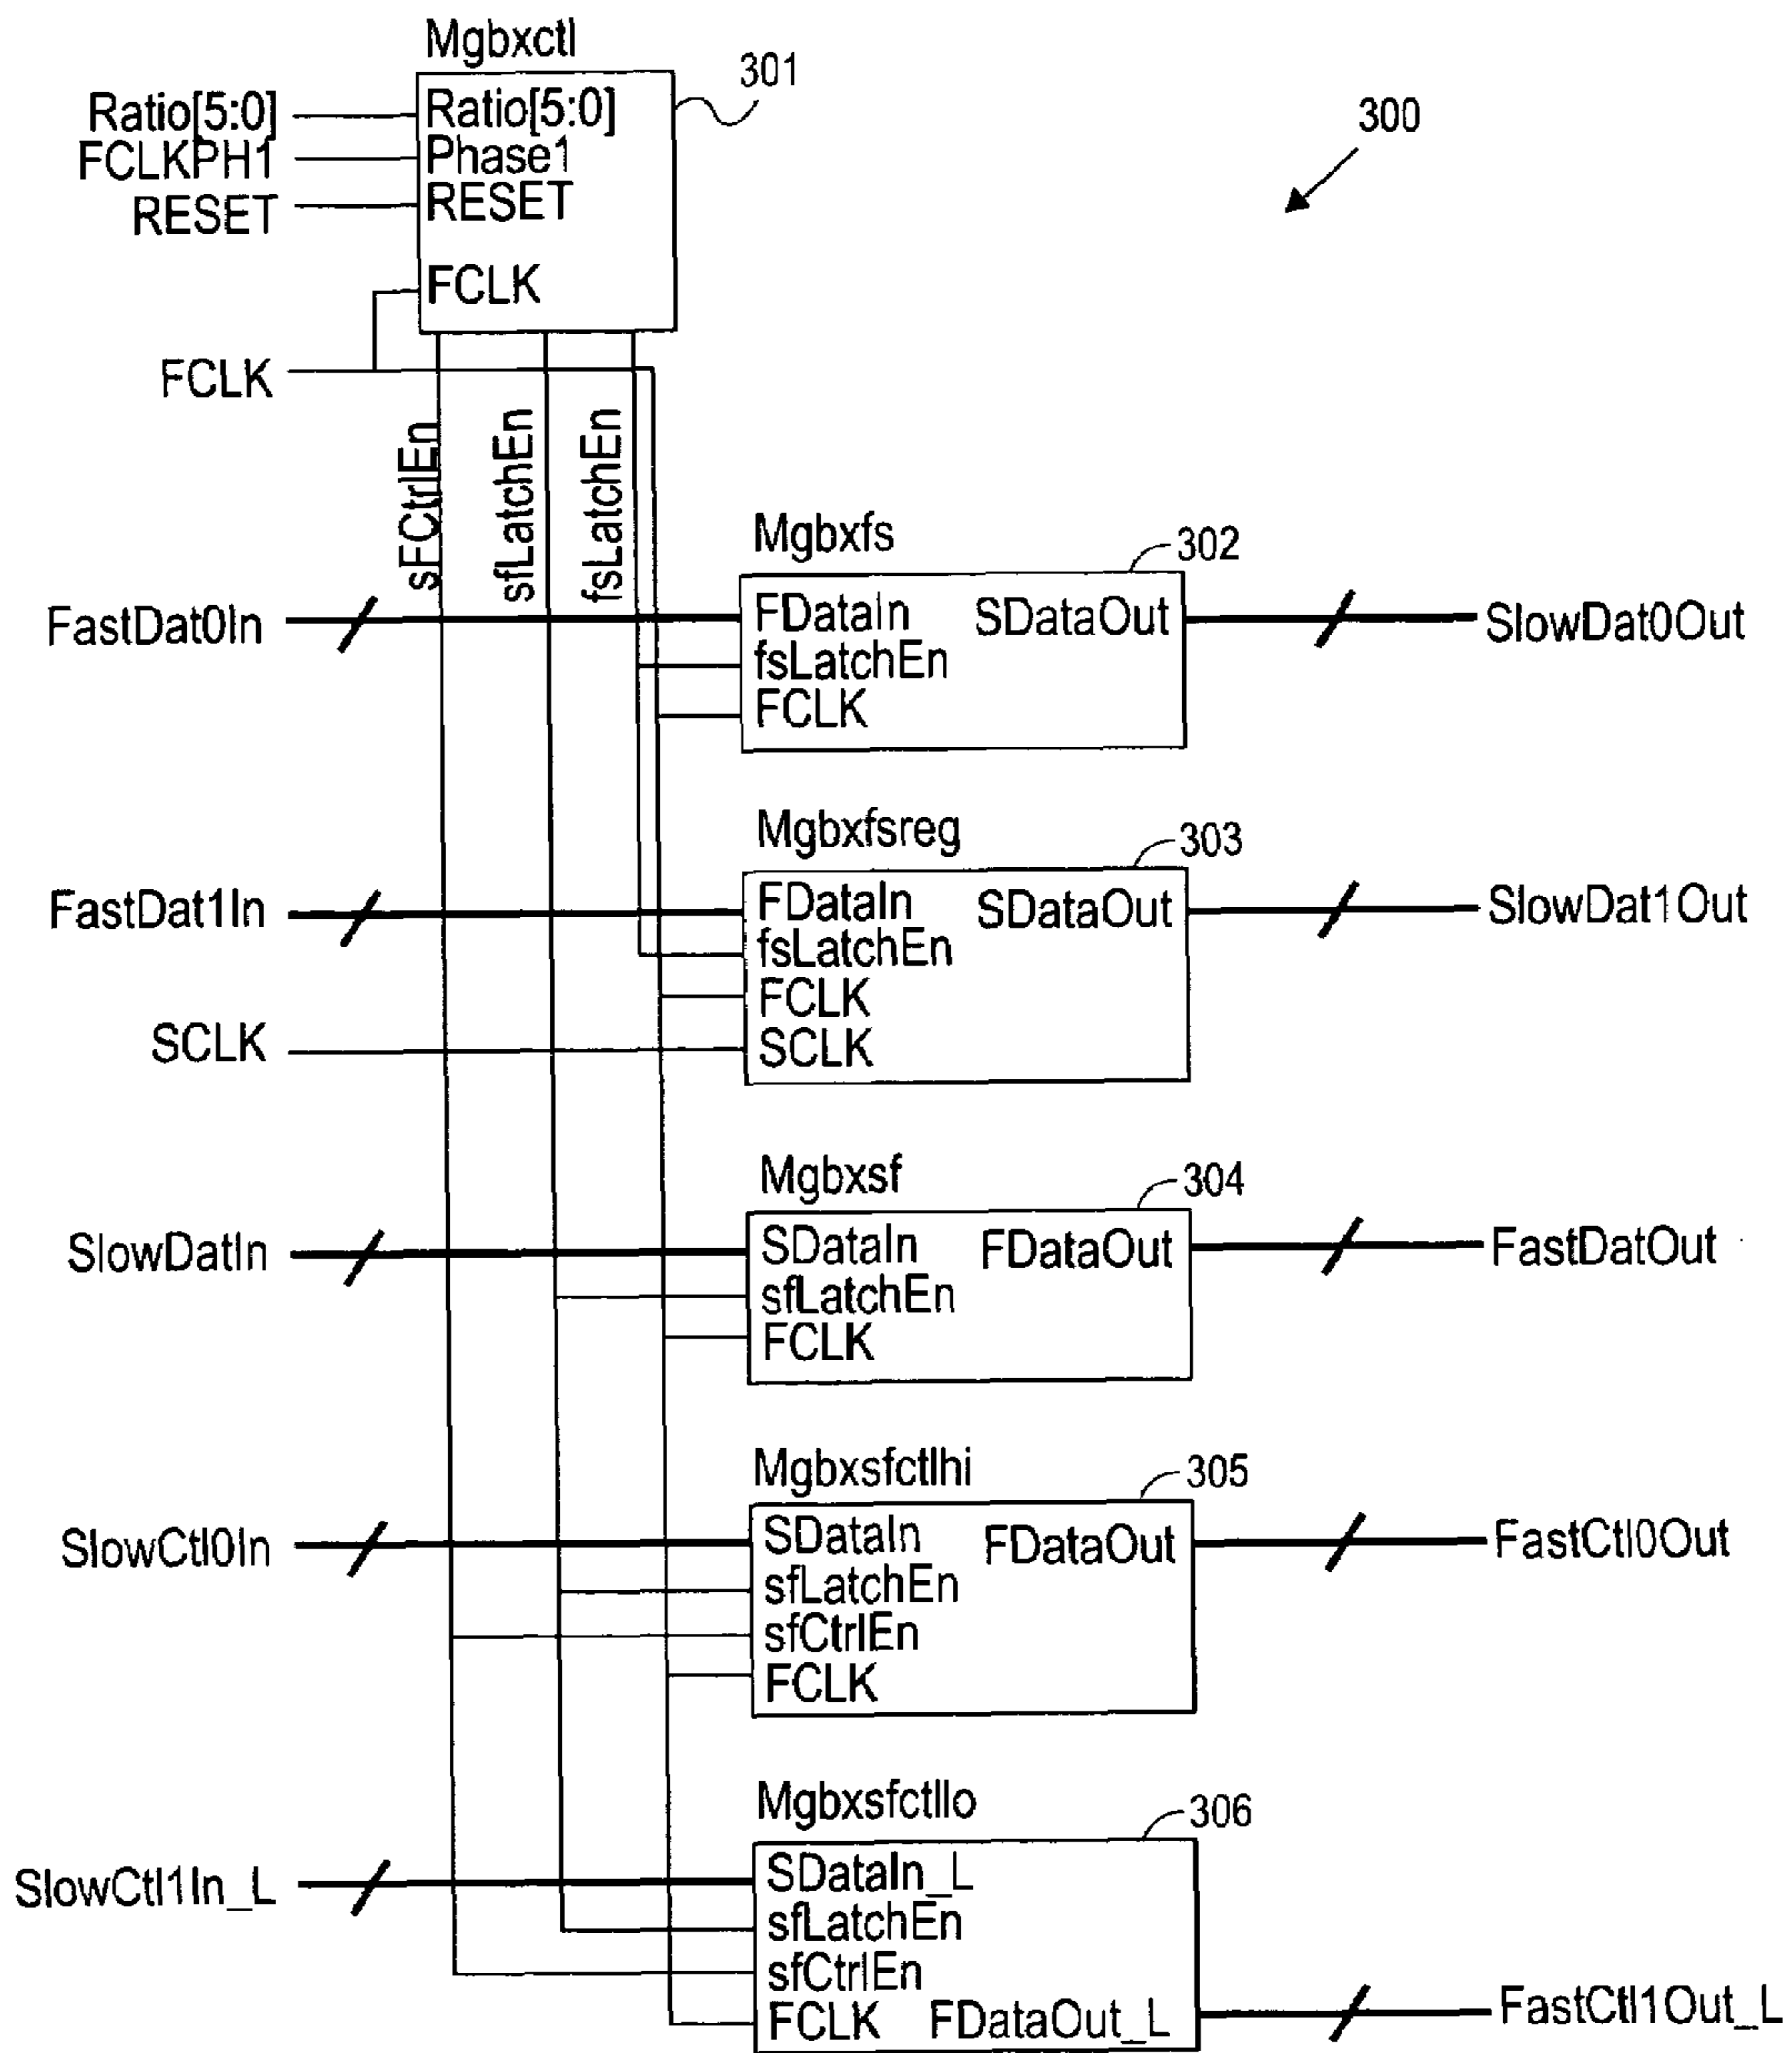 Mgbxctl
301
Ratio[5:0]
Ratio[5:0]
300
FCLKPH1
Phase1
RESET
RESET
FCLK
FCLK
sFCtrlEn
sfLatchEn
fsLatchEn
Mgbxfs
302
FastDat0In
FDataIn
SDataOut
SlowDat0Out
fsLatchEn
FCLK
Mgbxfsreg
303
FastDat1In
FDataIn
SDataOut
SlowDat1Out
fsLatchEn
FCLK
SCLK
SCLK
Mgbxsf
304
SlowDatIn
SDataIn
FDataOut
FastDatOut
sfLatchEn
FCLK
Mgbxsfctlhi
305
SlowCtl0In
SDataIn
FDataOut
FastCtl0Out
sfLatchEn
sfCtrlEn
FCLK
Mgbxsfctllo
306
SlowCtl1In_L
SDataIn_L
sfLatchEn
sfCtrlEn
FCLK
FDataOut_L
FastCtl1Out_L